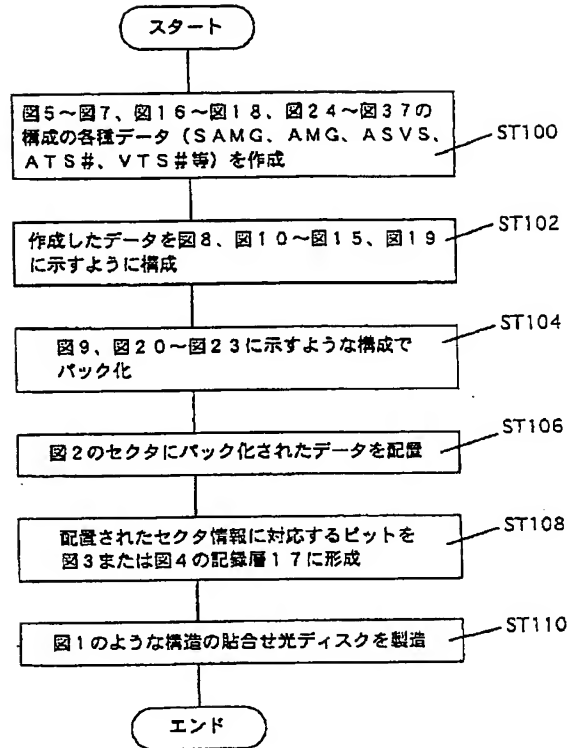 スタート
図5～図7、図16～図18、図24～図37の
構成の各種データ（SAMG、AMG、ASVS、
ATS#、VTS#等）を作成
ST100
作成したデータを図8、図10～図15、図19
に示すように構成
ST102
図9、図20～図23に示すような構成で
パック化
ST104
図2のセクタにパック化されたデータを配置
ST106
配置されたセクタ情報に対応するピットを
図3または図4の記録層17に形成
ST108
図1のような構造の貼合せ光ディスクを製造
ST110
エンド